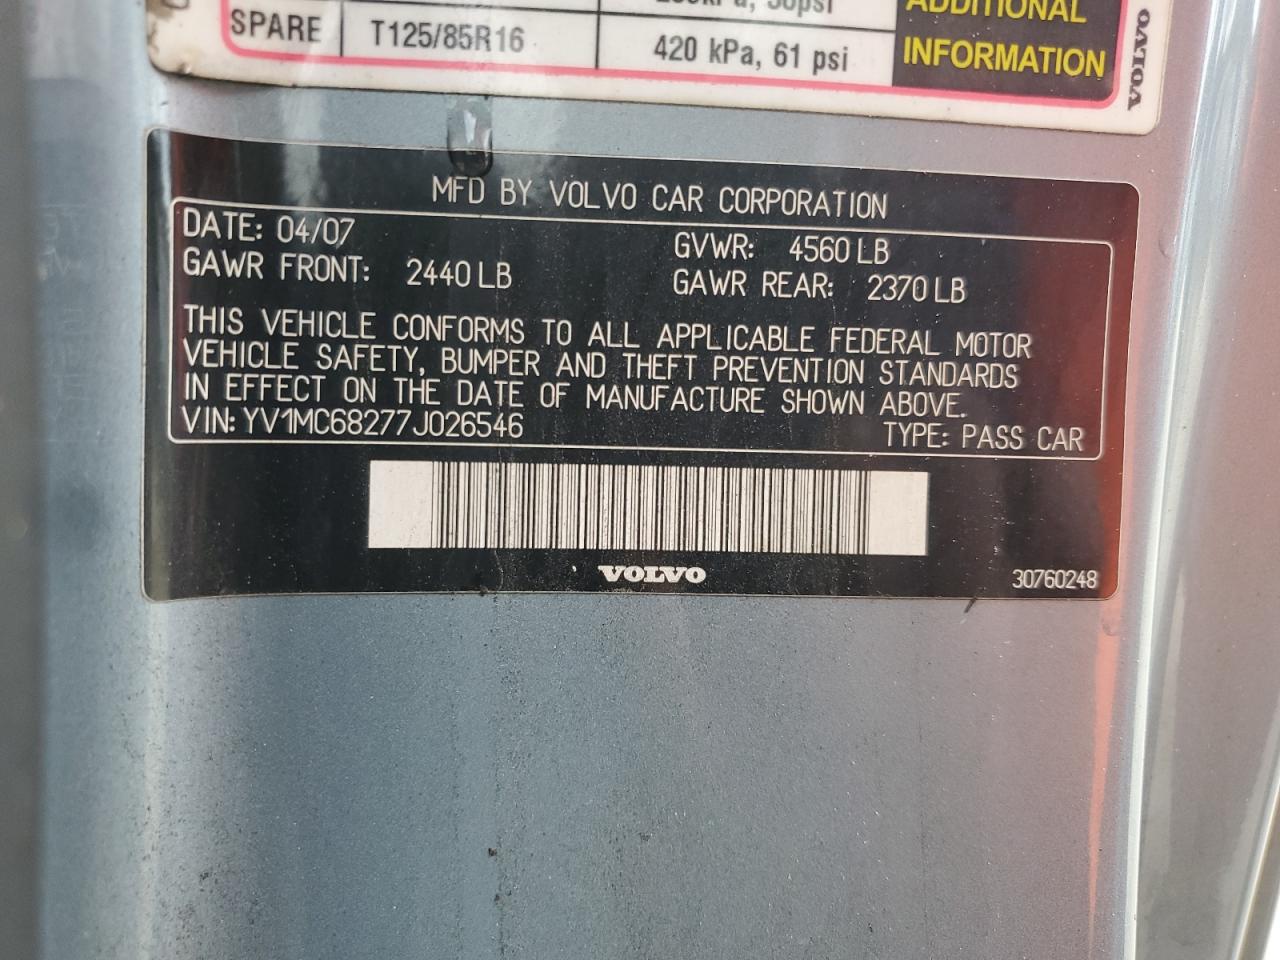 ADDITIONAL
SPARE T125/85R16 420 kPa, 61 psi INFORMATION
VOLVO
MFD BY VOLVO CAR CORPORATION
DATE: 04/07 GVWR: 4560 LB
GAWR FRONT: 2440 LB GAWR REAR: 2370 LB
THIS VEHICLE CONFORMS TO ALL APPLICABLE FEDERAL MOTOR
VEHICLE SAFETY, BUMPER AND THEFT PREVENTION STANDARDS
IN EFFECT ON THE DATE OF MANUFACTURE SHOWN ABOVE.
VIN: YV1MC68277J026546 TYPE: PASS CAR
VOLVO
30760248